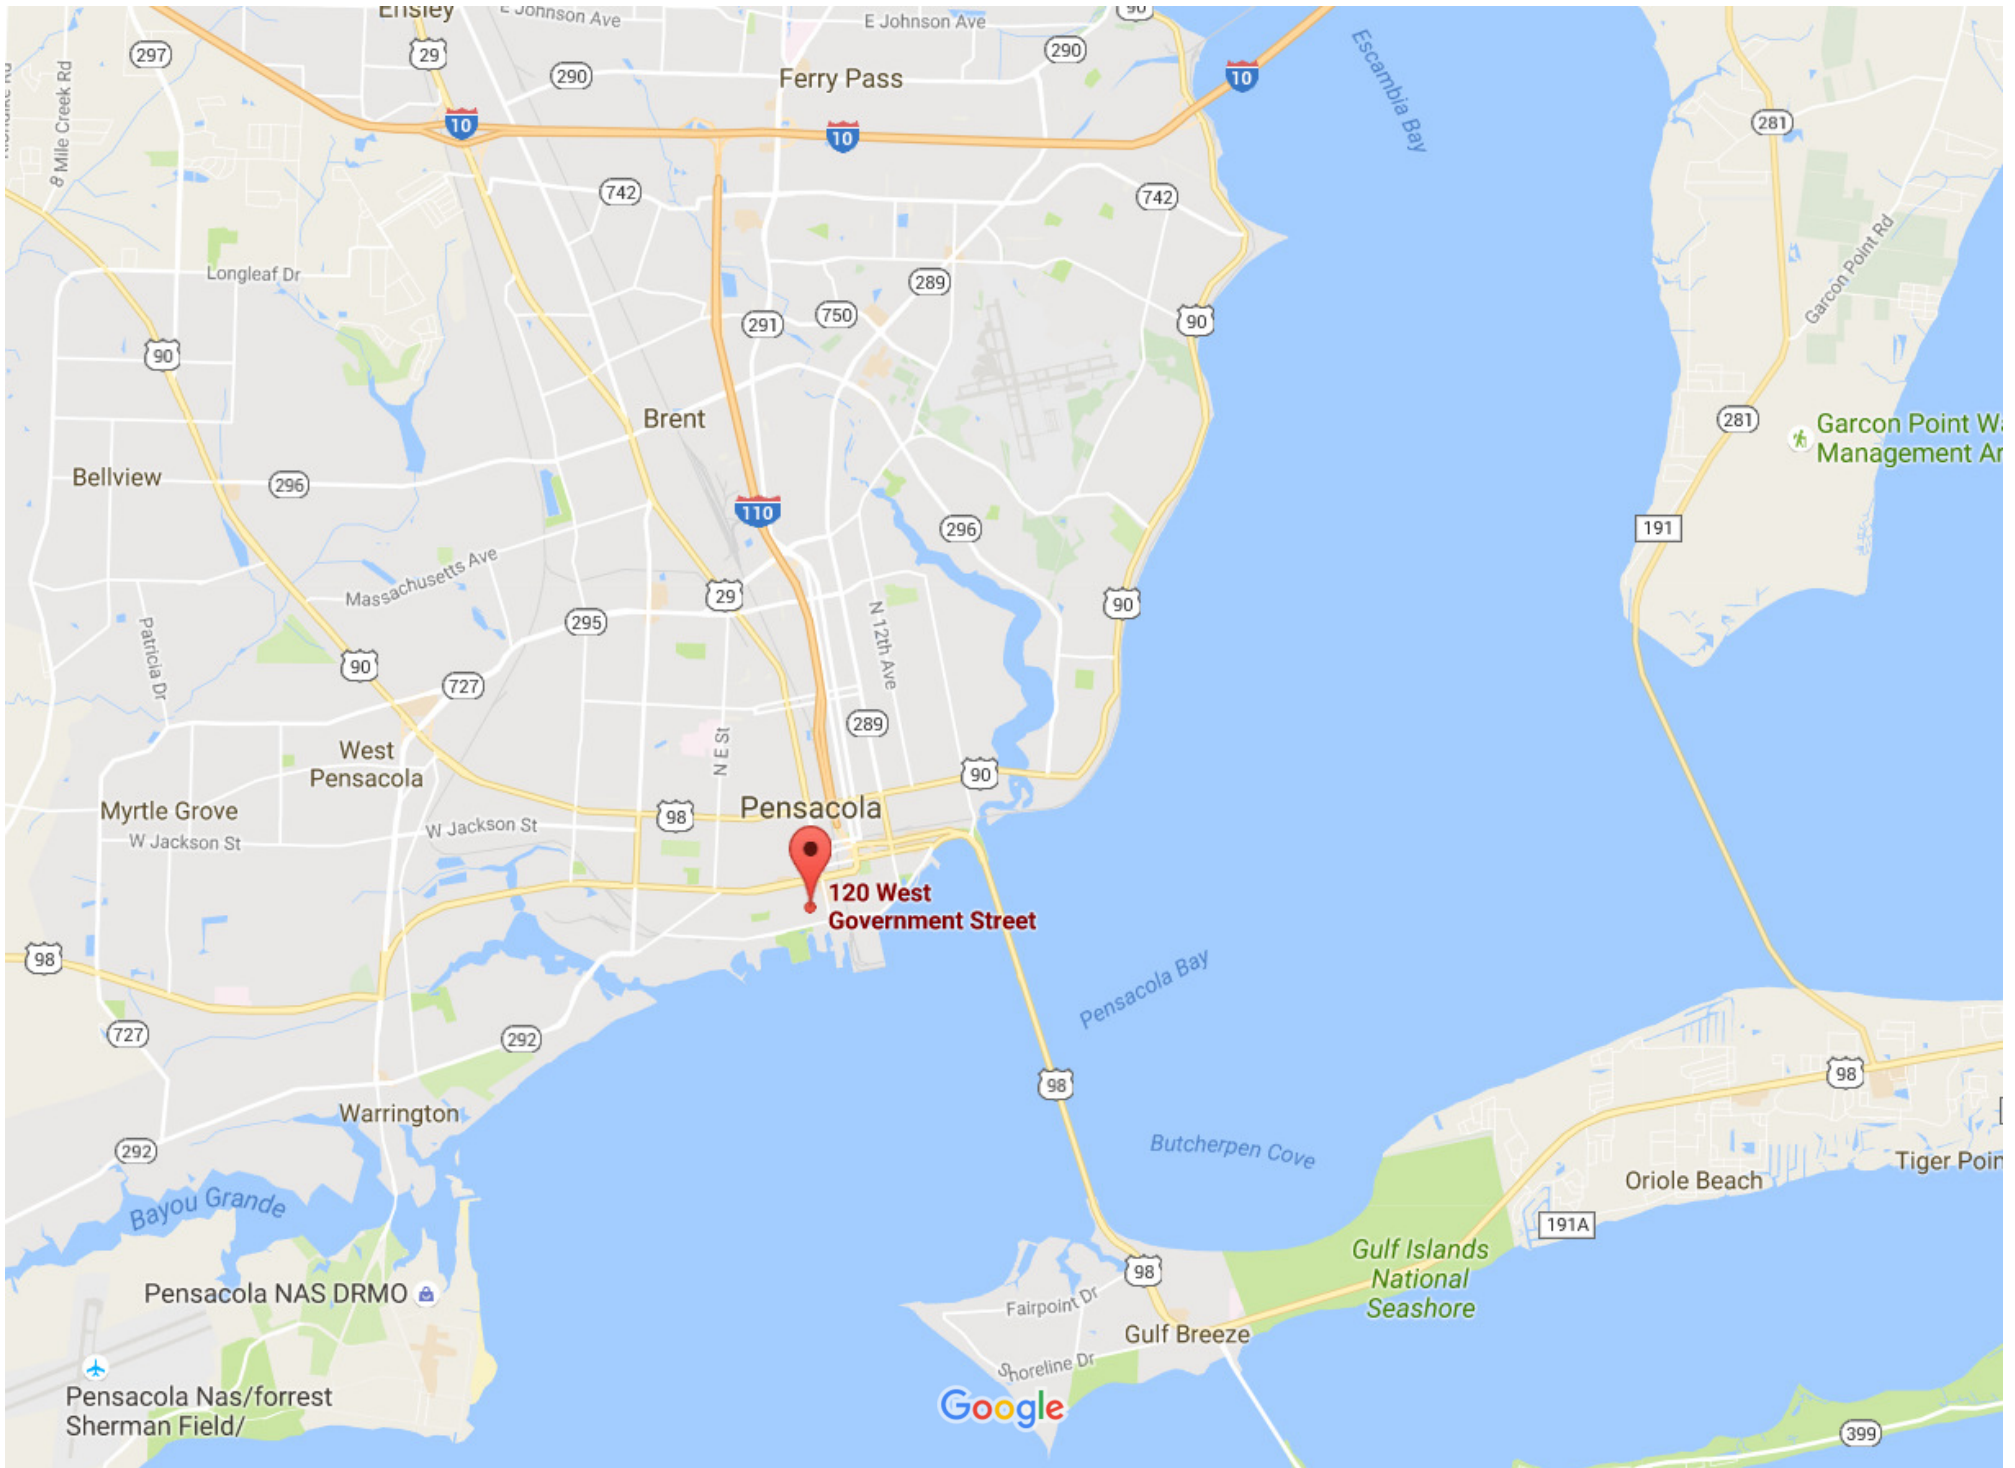 Ensley
E Johnson Ave
E Johnson Ave
90
297
29
290
290
Ferry Pass
10
10
10
Escambia Bay
8 Mile Creek Rd
281
742
742
Garcon Point Rd
Longleaf Dr
289
291
750
90
90
Brent
281
Garcon Point
Management
Bellview
296
110
296
191
Massachusetts Ave
29
90
295
N 12th Ave
Patricia Dr
90
727
289
N E St
West
Pensacola
90
Myrtle Grove
98
Pensacola
W Jackson St
W Jackson St
120 West
Government Street
98
Pensacola Bay
727
292
98
98
Warrington
292
Butcherpen Cove
Tiger Poin
Oriole Beach
Bayou Grande
191A
Gulf Islands
National
Seashore
98
Pensacola NAS DRMO
Fairpoint Dr
Gulf Breeze
Shoreline Dr
Pensacola Nas/forrest
Sherman Field/
Google
399